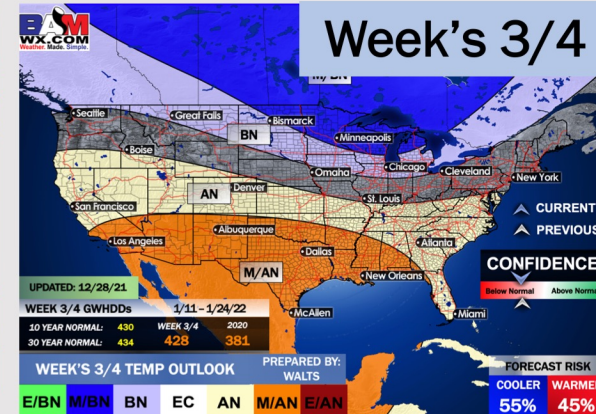 BAM
WX.COM
Weather. Made. Simple.
Week's 3/4
M/BN
Seattle
Great Falls
Bismarck
BN
Minneapolis
Boise
Chicago
Cleveland
Omaha
New York
AN
Denver
St. Louis
San Francisco
CURRENT
Albuquerque
PREVIOUS
Los Angeles
Atlanta
Dallas
CONFIDENCE
M/AN
New Orleans
UPDATED: 12/28/21
Below Normal
Above Norma
WEEK 3/4 GWHDDs 1/11 - 1/24/22
McAllen
Miami
10 YEAR NORMAL: 430 WEEK 3/4 2020
30 YEAR NORMAL: 434 428 381
WEEK'S 3/4 TEMP OUTLOOK
PREPARED BY:
WALTS
FORECAST RISK
COOLER WARMER
E/BN M/BN BN EC AN M/AN E/AN
55% 45%